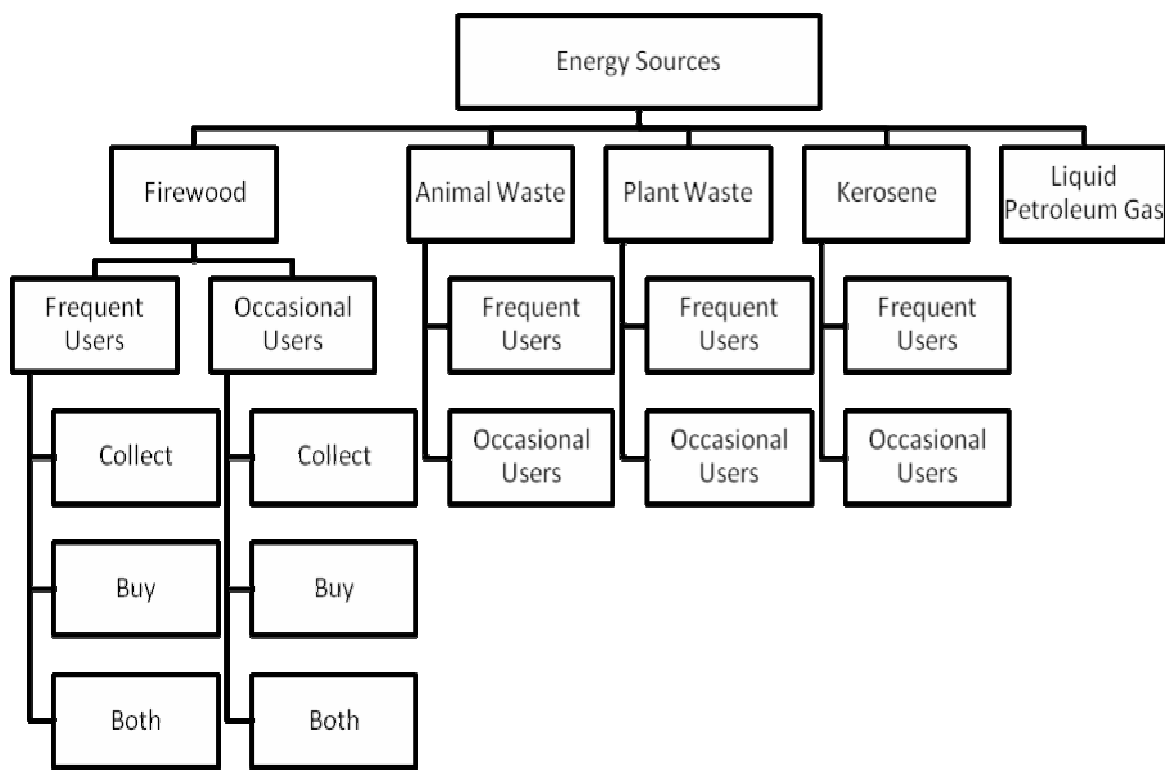 Energy Sources
Firewood
Animal Waste
Plant Waste
Kerosene
Liquid
Petroleum Gas
Frequent
Users
Occasional
Users
Frequent
Users
Frequent
Users
Frequent
Users
Collect
Collect
Occasional
Users
Occasional
Users
Occasional
Users
Buy
Buy
Both
Both